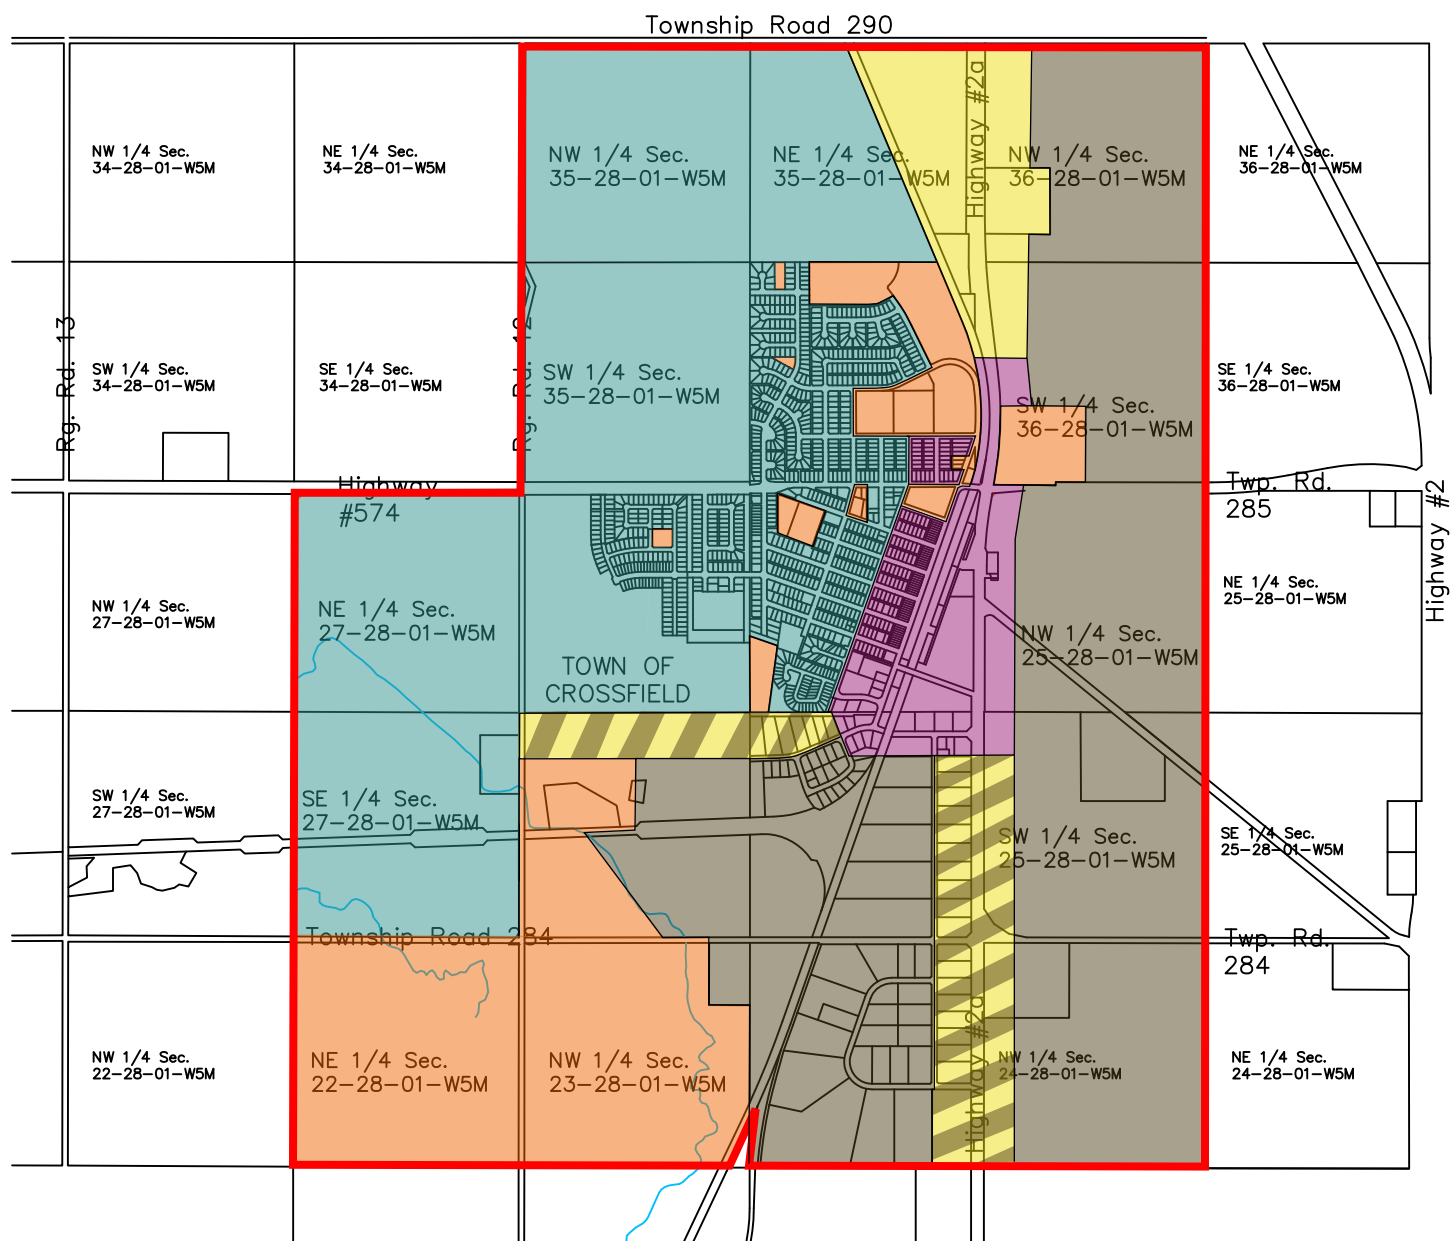 Township Road 290
NW 1/4 Sec.
34-28-01-W5M
NE 1/4 Sec.
34-28-01-W5M
NW 1/4 Sec.
35-28-01-W5M
NE 1/4 Sec.
35-28-01-W5M
Highway #2a
NW 1/4 Sec.
36-28-01-W5M
NE 1/4 Sec.
36-28-01-W5M
Rg. Rd. 13
SW 1/4 Sec.
34-28-01-W5M
SE 1/4 Sec.
34-28-01-W5M
Rg. Rd. 12
SW 1/4 Sec.
35-28-01-W5M
SW 1/4 Sec.
36-28-01-W5M
SE 1/4 Sec.
36-28-01-W5M
Highway
#574
Twp. Rd.
285
Highway #2
NW 1/4 Sec.
27-28-01-W5M
NE 1/4 Sec.
27-28-01-W5M
TOWN OF
CROSSFIELD
NW 1/4 Sec.
25-28-01-W5M
NE 1/4 Sec.
25-28-01-W5M
SW 1/4 Sec.
27-28-01-W5M
SE 1/4 Sec.
27-28-01-W5M
SW 1/4 Sec.
25-28-01-W5M
SE 1/4 Sec.
25-28-01-W5M
Township Road 284
Twp. Rd.
284
NW 1/4 Sec.
22-28-01-W5M
NE 1/4 Sec.
22-28-01-W5M
NW 1/4 Sec.
23-28-01-W5M
Highway #2a
NW 1/4 Sec.
24-28-01-W5M
NE 1/4 Sec.
24-28-01-W5M